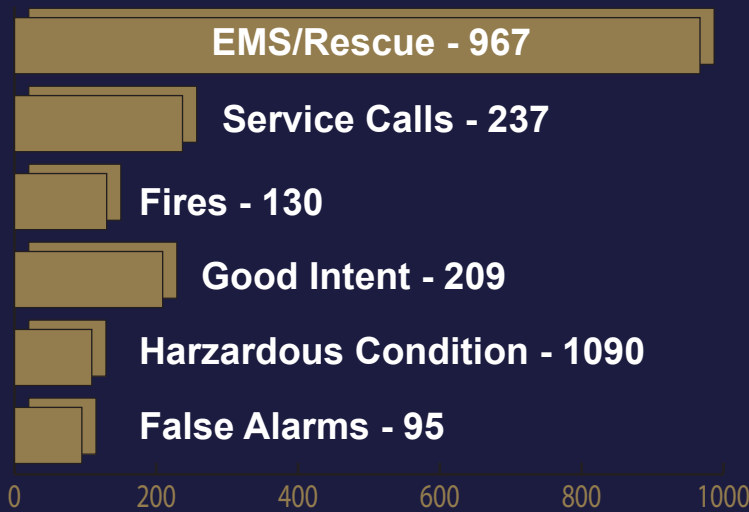 EMS/Rescue - 967
Service Calls - 237
Fires - 130
Good Intent - 209
Harzardous Condition - 1090
False Alarms - 95
0 200 400 600 800 1000